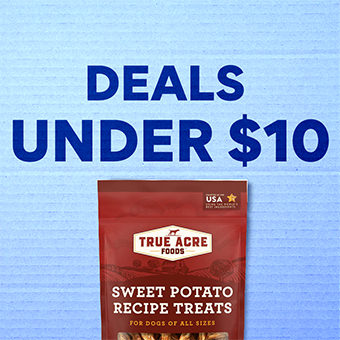 DEALS
UNDER $10
USA
TRUE ACRE
FOODS
SWEET POTATO
RECIPE TREATS
FOR DOGS OF ALL SIZES